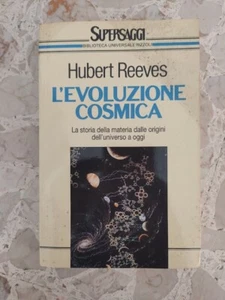 SUPERSAGGI
BIBLIOTECA UNIVERSALE RIZZOLI
Hubert Reeves
L'EVOLUZIONE
COSMICA
La storia della materia dalle origini
dell'universo a oggi